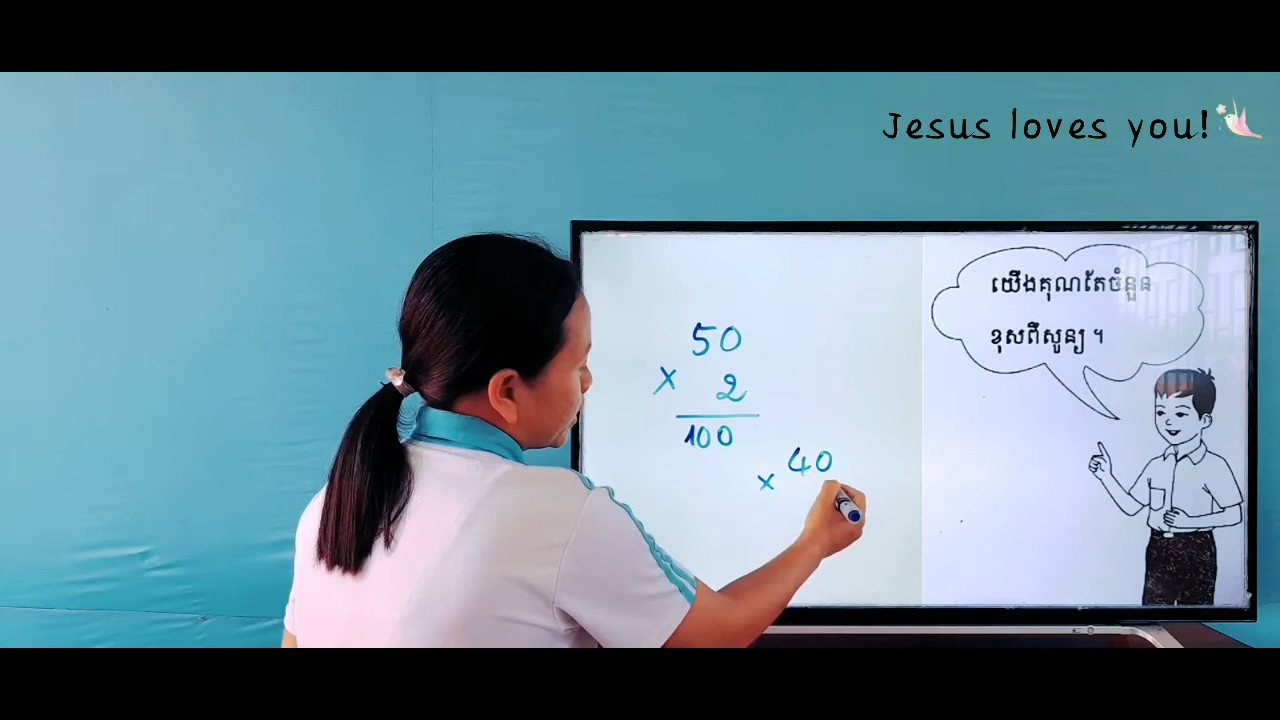 Jesus loves you!
យើងគុណតែចំនួន
ខុសពីសូន្យ ។
50
× 2
100
× 40